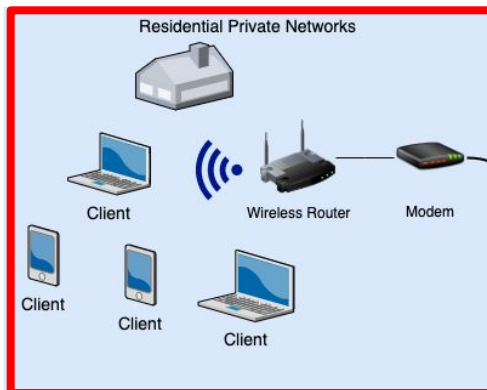 Residential Private Networks
Client
Wireless Router
Modem
Client
Client
Client